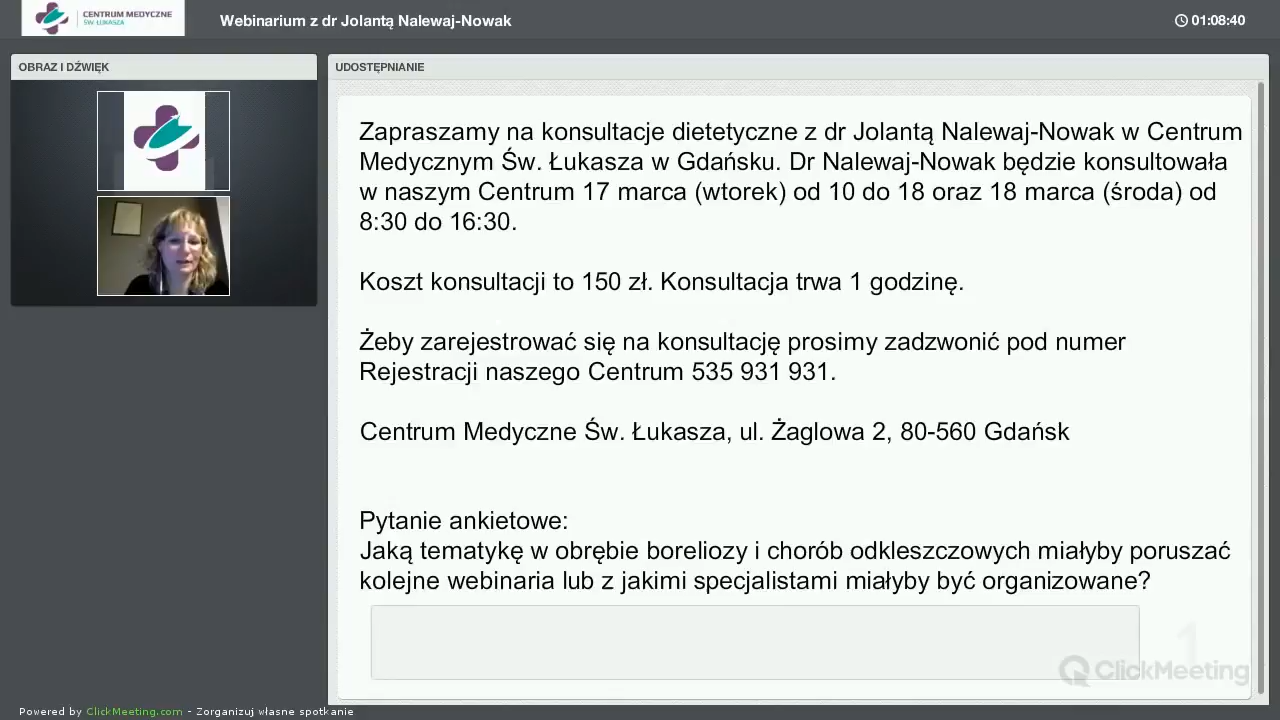 CENTRUM MEDYCZNE
ŚW. ŁUKASZA
Webinarium z dr Jolantą Nalewaj-Nowak
01:08:40
OBRAZ I DŹWIĘK
UDOSTĘPNIANIE
Zapraszamy na konsultacje dietetyczne z dr Jolantą Nalewaj-Nowak w Centrum
Medycznym Św. Łukasza w Gdańsku. Dr Nalewaj-Nowak będzie konsultowała
w naszym Centrum 17 marca (wtorek) od 10 do 18 oraz 18 marca (środa) od
8:30 do 16:30.
Koszt konsultacji to 150 zł. Konsultacja trwa 1 godzinę.
Żeby zarejestrować się na konsultację prosimy zadzwonić pod numer
Rejestracji naszego Centrum 535 931 931.
Centrum Medyczne Św. Łukasza, ul. Żaglowa 2, 80-560 Gdańsk
Pytanie ankietowe:
Jaką tematykę w obrębie boreliozy i chorób odkleszczowych miałyby poruszać
kolejne webinaria lub z jakimi specjalistami miałyby być organizowane?
1
ClickMeeting
Powered by ClickMeeting.com - Zorganizuj własne spotkanie